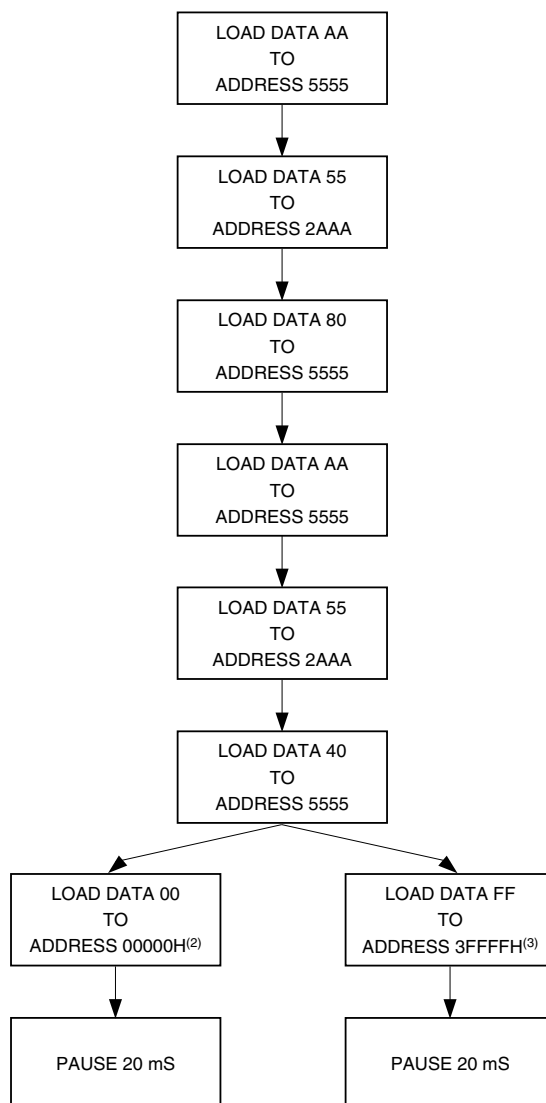 LOAD DATA AA
TO
ADDRESS 5555
LOAD DATA 55
TO
ADDRESS 2AAA
LOAD DATA 80
TO
ADDRESS 5555
LOAD DATA AA
TO
ADDRESS 5555
LOAD DATA 55
TO
ADDRESS 2AAA
LOAD DATA 40
TO
ADDRESS 5555
LOAD DATA 00
TO
ADDRESS 00000H(2)
PAUSE 20 mS
LOAD DATA FF
TO
ADDRESS 3FFFFH(3)
PAUSE 20 mS